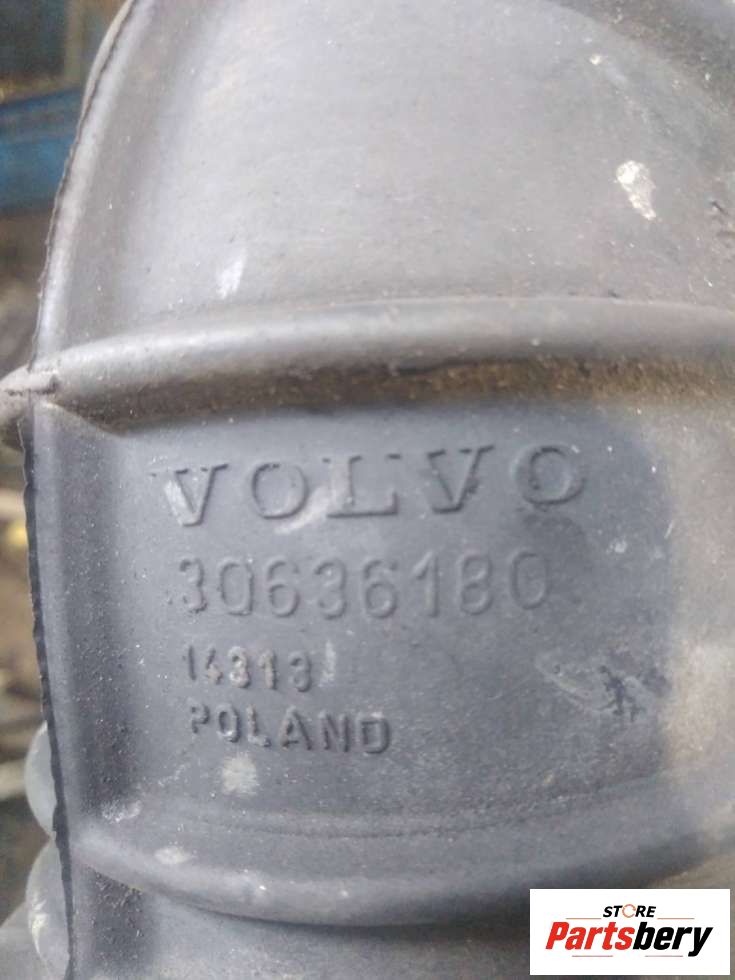 VOLVO
30636180
14313
POLAND
STORE
Partsbery